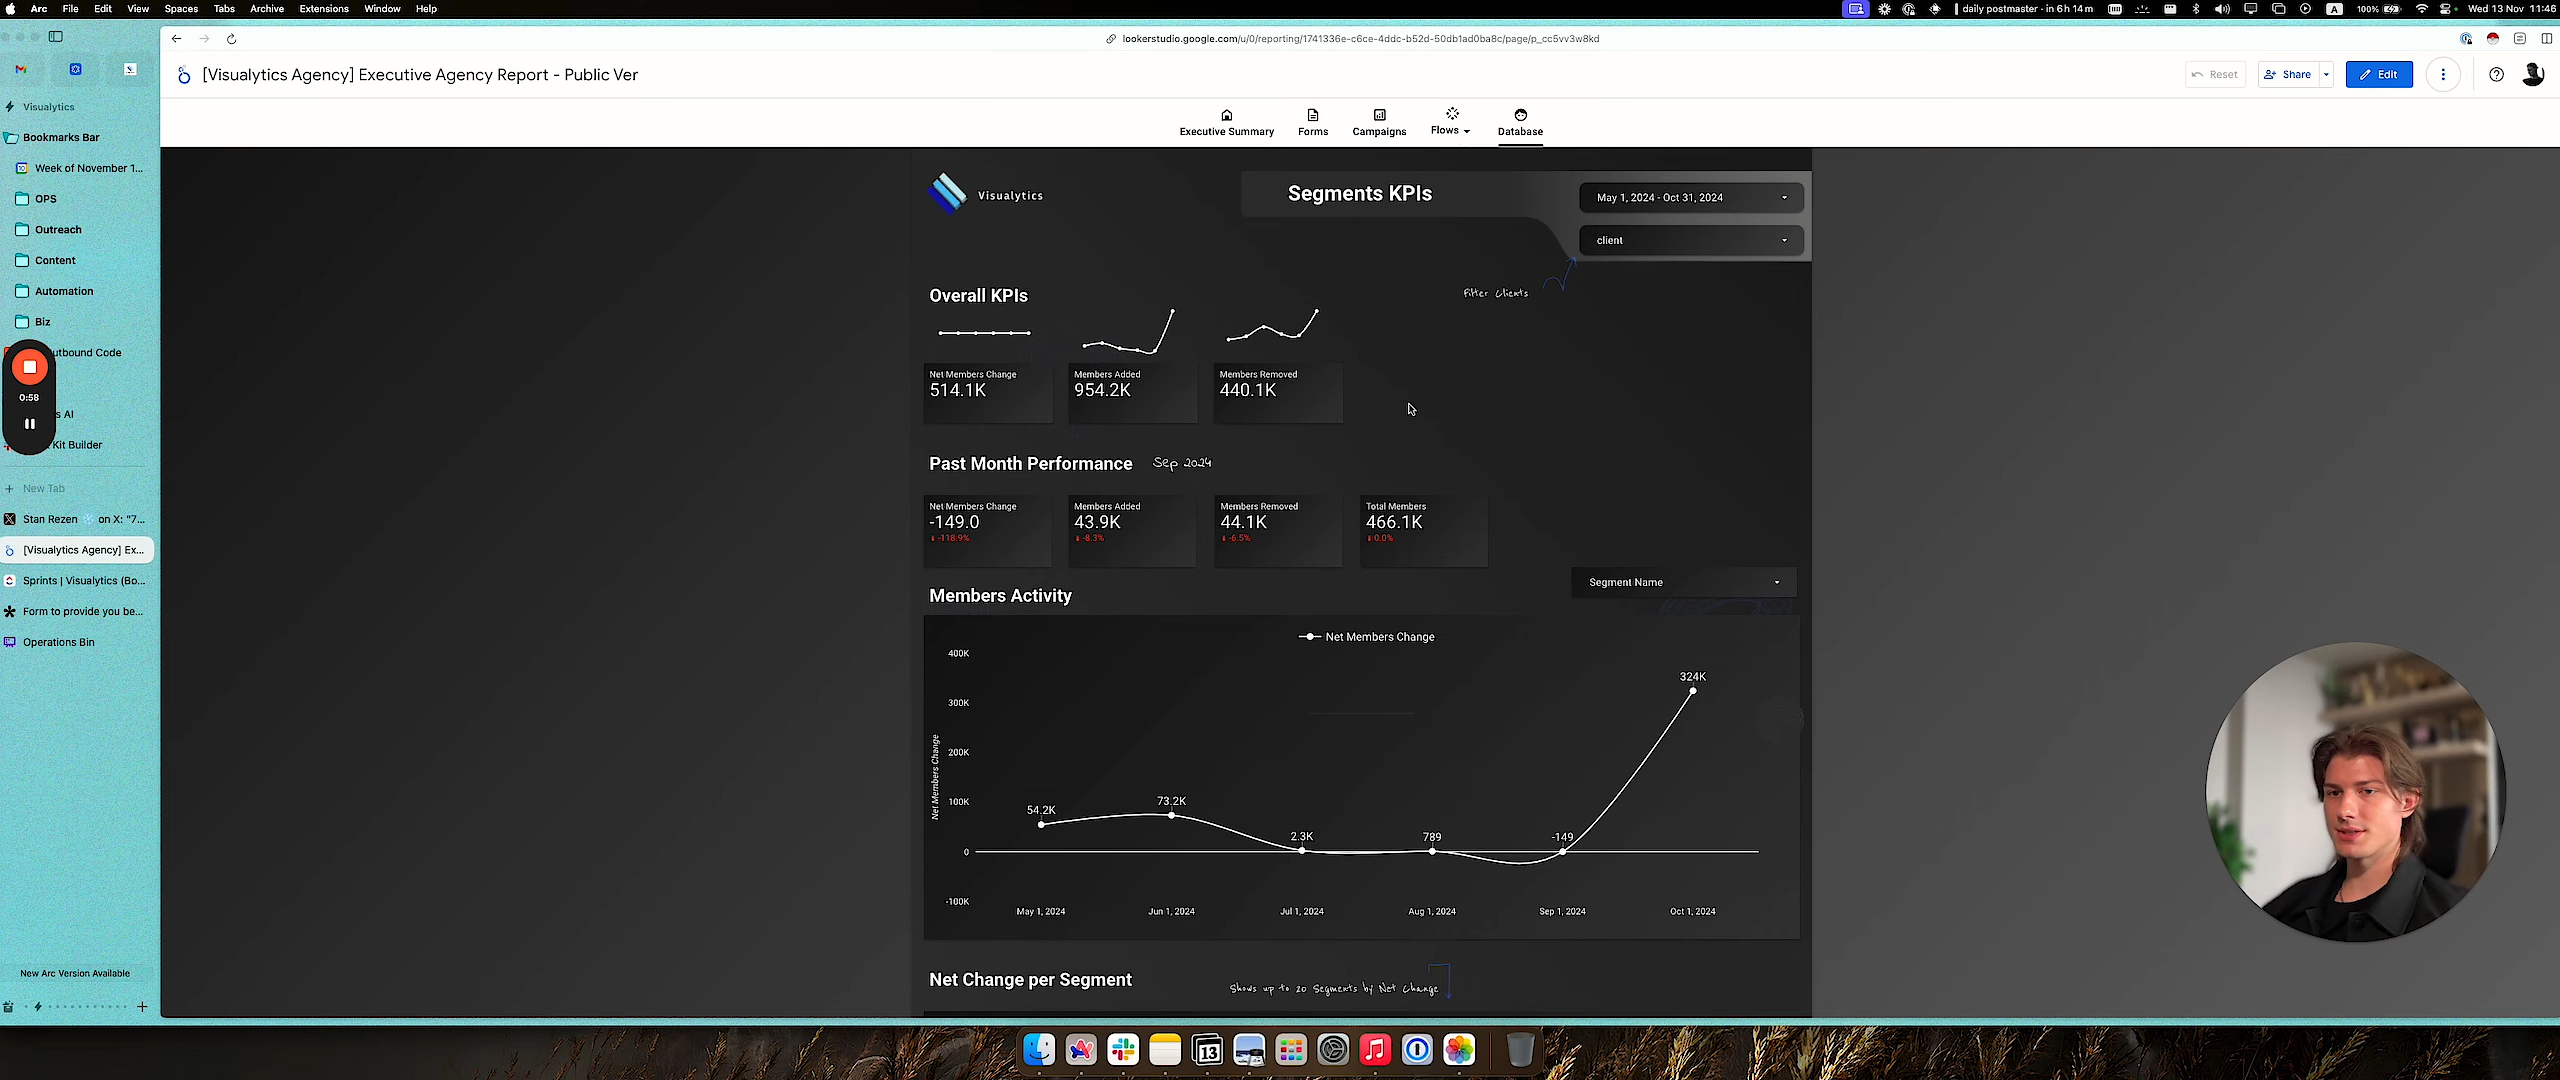 Arc File Edit View Spaces Tabs Archive Extensions Window Help
daily postmaster · in 6 h 14 m A 100% Wed 13 Nov 11:46
lookerstudio.google.com/u/0/reporting/1741336e-c6ce-4ddc-b52d-50db1ad0ba8c/page/p_cc5vv3w8kd
[Visualytics Agency] Executive Agency Report - Public Ver
Reset Share Edit
Executive Summary Forms Campaigns Flows Database
Visualytics
Bookmarks Bar
Week of November 1...
OPS
Outreach
Content
Automation
Biz
utbound Code
0:58
s AI
Kit Builder
New Tab
Stan Rezen on X: "7...
[Visualytics Agency] Ex...
Sprints | Visualytics (Bo...
Form to provide you be...
Operations Bin
New Arc Version Available
Visualytics
Segments KPIs
May 1, 2024 - Oct 31, 2024
client
Filter Clients
Overall KPIs
Net Members Change Members Added Members Removed
514.1K 954.2K 440.1K
Past Month Performance Sep 2024
Net Members Change Members Added Members Removed Total Members
-149.0 43.9K 44.1K 466.1K
-118.9% -8.3% -6.5% 0.0%
Segment Name
Members Activity
Net Members Change
400K
300K
200K
100K
0
-100K
Net Members Change
54.2K 73.2K 2.3K 789 -149 324K
May 1, 2024 Jun 1, 2024 Jul 1, 2024 Aug 1, 2024 Sep 1, 2024 Oct 1, 2024
Net Change per Segment
Shows up to 20 Segments by Net Change
13